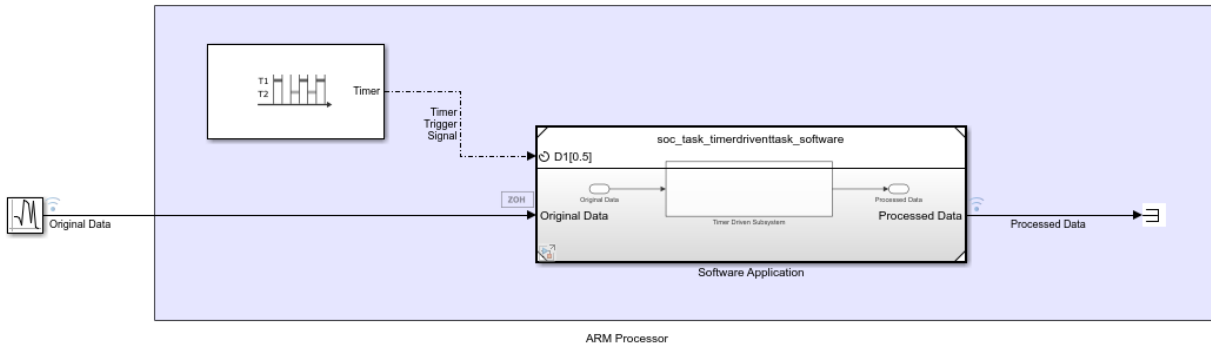 T1
T2
Timer
Timer
Trigger
Signal
soc_task_timerdriventtask_software
D1[0.5]
ZOH
Original Data
Processed Data
Original Data
Original Data
Processed Data
Processed Data
Timer Driven Subsystem
Software Application
ARM Processor